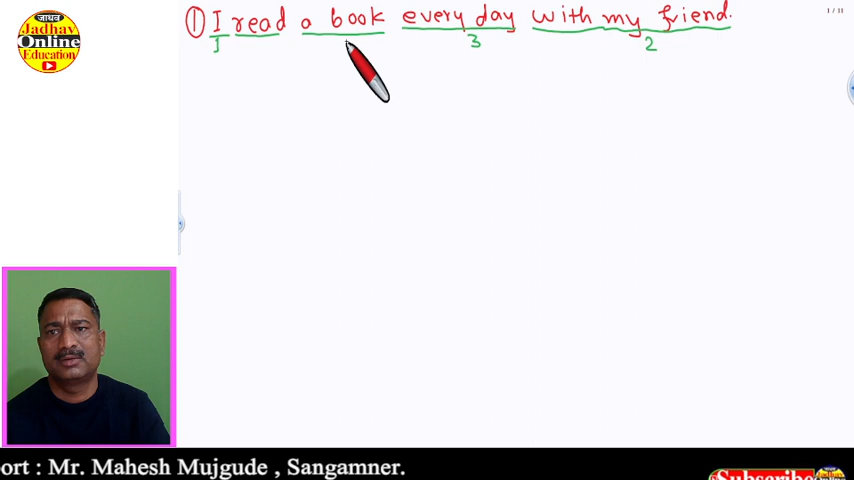 ① I read a book every day with my friend.
1 3 2
1 / 11
जाधव
Jadhav
Online
Education
ort : Mr. Mahesh Mujgude , Sangamner.
Subscribe
Online